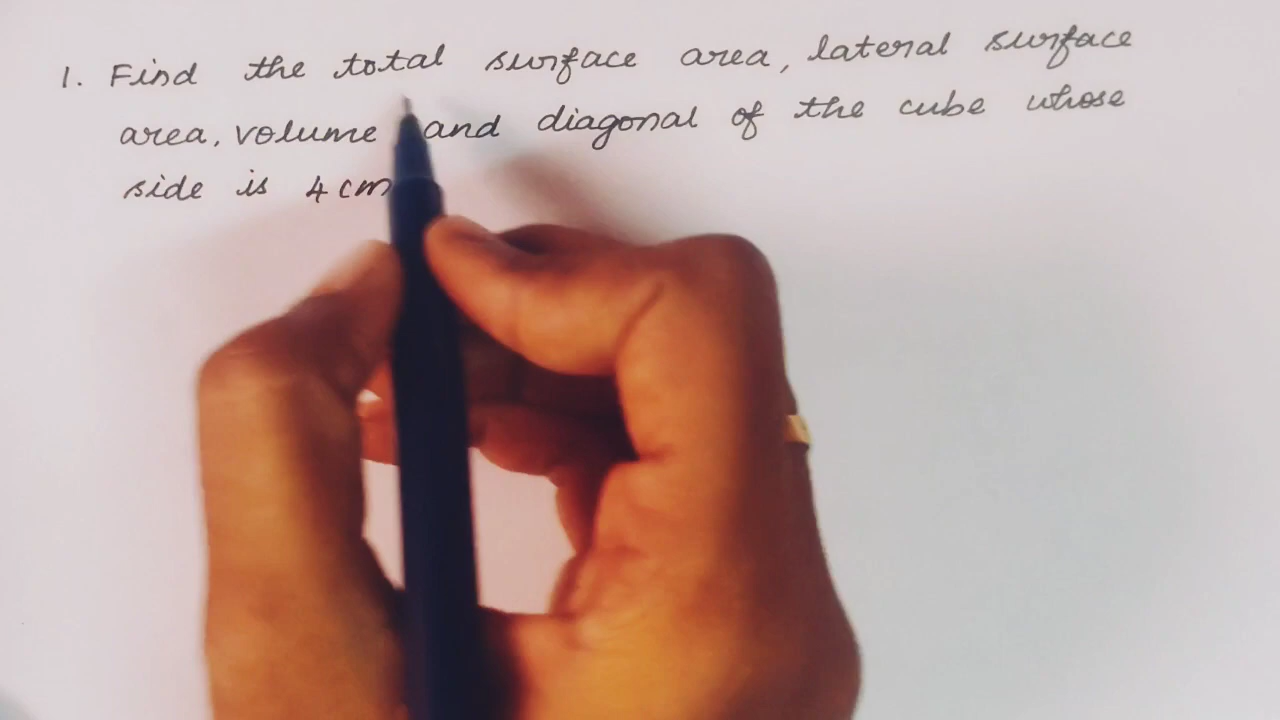 1. Find the total surface area, lateral surface
area, volume and diagonal of the cube whose
side is 4 cm